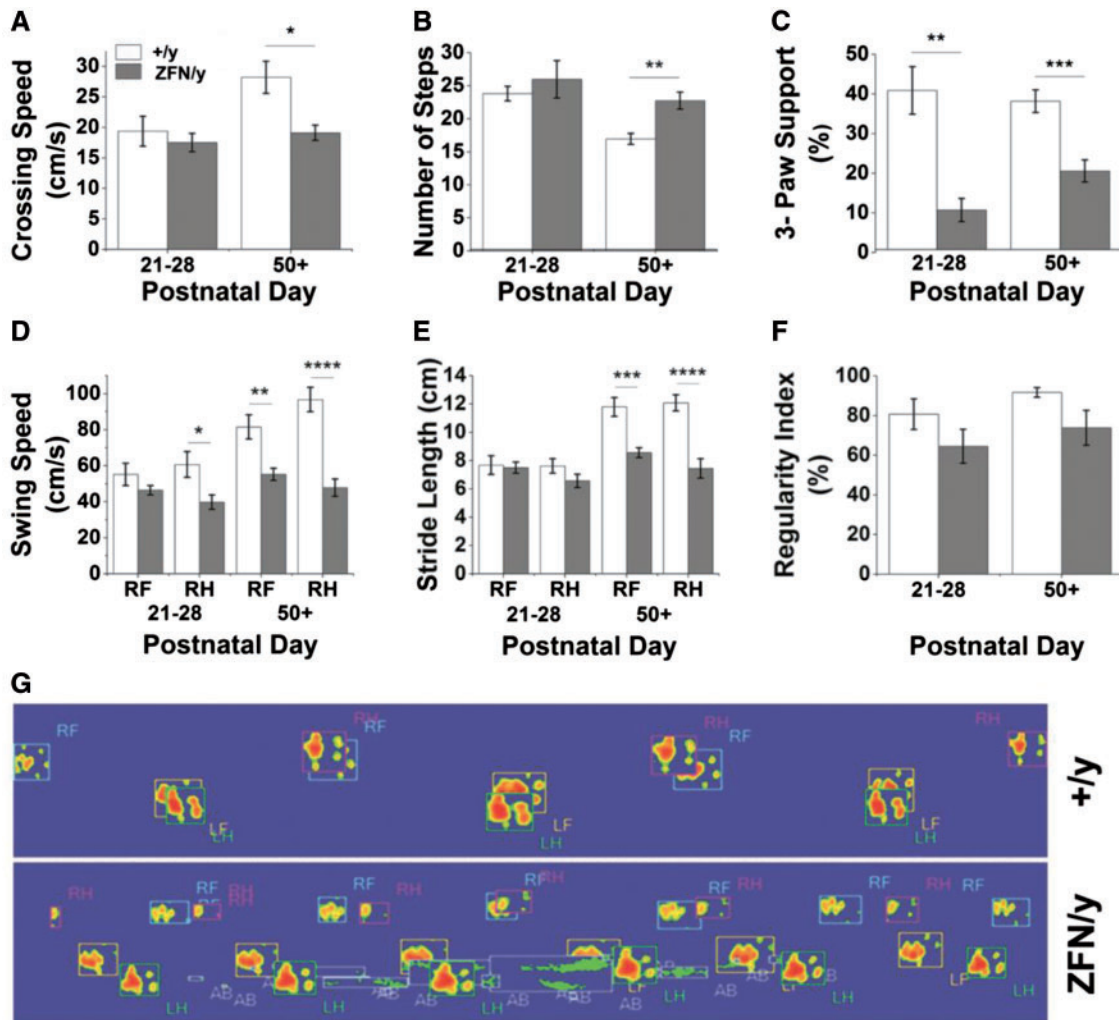 A
B
C
+/y
ZFN/y
*
**
**
***
Crossing Speed
(cm/s)
35
30
25
20
15
10
5
0
21-28
50+
Postnatal Day
Number of Steps
30
25
20
15
10
5
0
21-28
50+
Postnatal Day
3- Paw Support
(%)
50
40
30
20
10
0
21-28
50+
Postnatal Day
D
E
F
Swing Speed
(cm/s)
100
80
60
40
20
0
*
**
****
RF RH RF RH
21-28 50+
Postnatal Day
Stride Length (cm)
14
12
10
8
6
4
2
0
***
****
RF RH RF RH
21-28 50+
Postnatal Day
Regularity Index
(%)
100
80
60
40
20
0
21-28
50+
Postnatal Day
G
RF
RH
RF
RH
RF
RH
LF
LH
LF
LH
LF
LH
+/y
RH
RF
RH
RH
RF
RH
RF
RF
RH
RF
RH
RF
LH
AB
AB
LH
AB
AB
LF
AB
AB
LH
LF
LH
ZFN/y